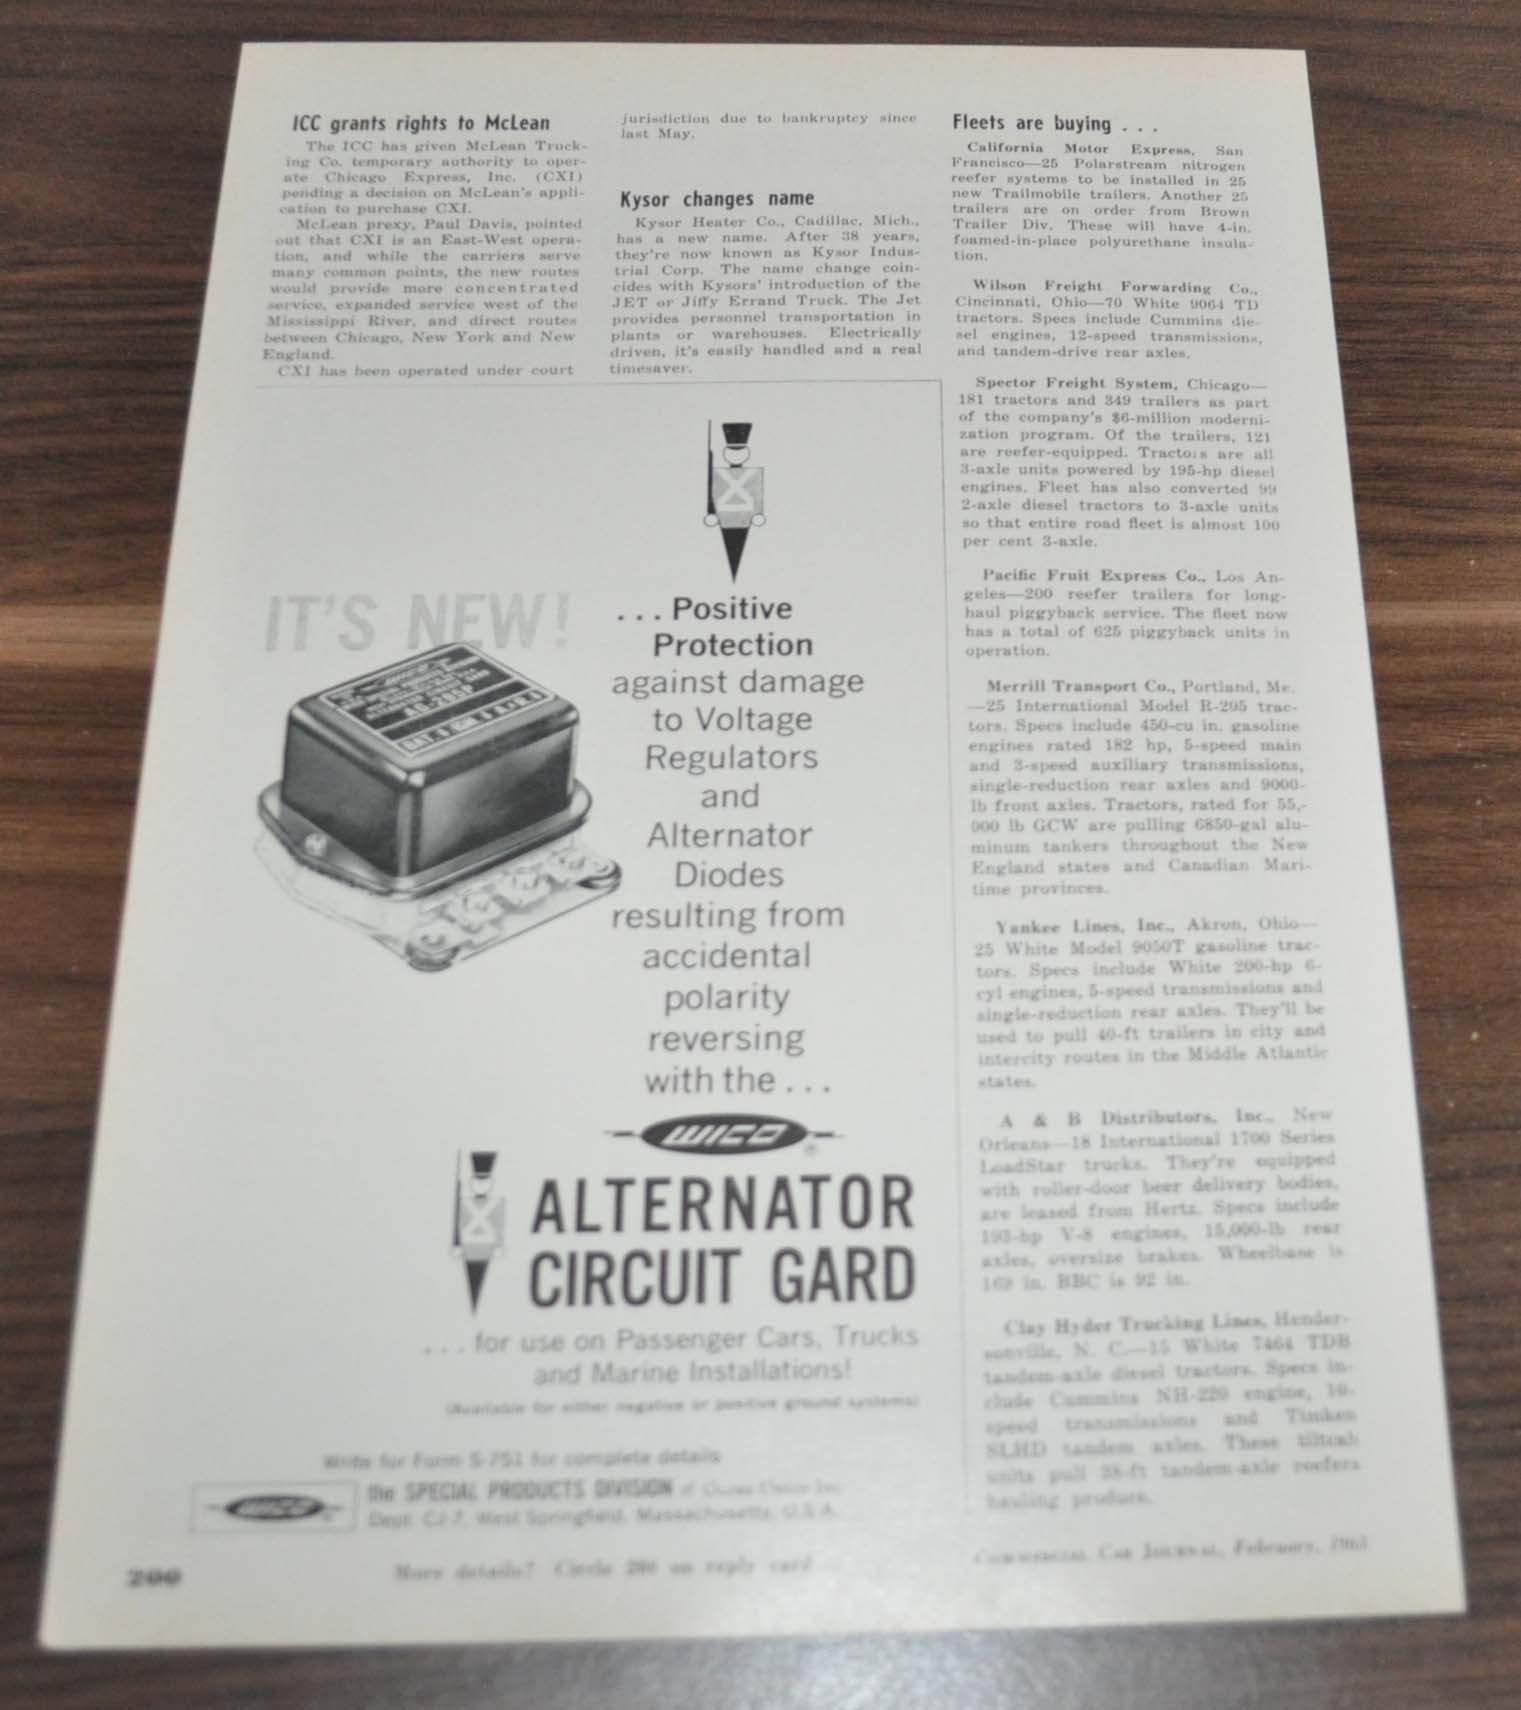 ICC grants rights to McLean
The ICC has given McLean Truck-
ing Co. temporary authority to oper-
ate Chicago Express, Inc. (CXI)
pending a decision on McLean's appli-
cation to purchase CXI.
McLean prexy, Paul Davis, pointed
out that CXI is an East-West opera-
tion, and while the carriers serve
many common points, the new routes
would provide more concentrated
service, expanded service west of the
Mississippi River, and direct routes
between Chicago, New York and New
England.
CXI has been operated under court
jurisdiction due to bankruptcy since
last May.
Kysor changes name
Kysor Heater Co., Cadillac, Mich.,
has a new name. After 38 years,
they're now known as Kysor Indus-
trial Corp. The name change coin-
cides with Kysors' introduction of the
JET or Jiffy Errand Truck. The Jet
provides personnel transportation in
plants or warehouses. Electrically
driven, it's easily handled and a real
timesaver.
Fleets are buying . . .
California Motor Express, San
Francisco—25 Polarstream nitrogen
reefer systems to be installed in 25
new Trailmobile trailers. Another 25
trailers are on order from Brown
Trailer Div. These will have 4-in.
foamed-in-place polyurethane insula-
tion.
Wilson Freight Forwarding Co.,
Cincinnati, Ohio—70 White 9064 TD
tractors. Specs include Cummins die-
sel engines, 12-speed transmissions,
and tandem-drive rear axles.
Spector Freight System, Chicago—
181 tractors and 349 trailers as part
of the company's $6-million moderni-
zation program. Of the trailers, 121
are reefer-equipped. Tractors are all
3-axle units powered by 195-hp diesel
engines. Fleet has also converted 99
2-axle diesel tractors to 3-axle units
so that entire road fleet is almost 100
per cent 3-axle.
Pacific Fruit Express Co., Los An-
geles—200 reefer trailers for long-
haul piggyback service. The fleet now
has a total of 625 piggyback units in
operation.
Merrill Transport Co., Portland, Me.
—25 International Model R-205 trac-
tors. Specs include 450-cu in. gasoline
engines rated 182 hp, 5-speed main
and 3-speed auxiliary transmissions,
single-reduction rear axles and 9000-
lb front axles. Tractors, rated for 55,-
000 lb GCW are pulling 6850-gal alu-
minum tankers throughout the New
England states and Canadian Mari-
time provinces.
Yankee Lines, Inc., Akron, Ohio—
25 White Model 9050T gasoline trac-
tors. Specs include White 200-hp 6-
cyl engines, 5-speed transmissions and
single-reduction rear axles. They'll be
used to pull 40-ft trailers in city and
intercity routes in the Middle Atlantic
states.
A & B Distributors, Inc., New
Orleans—18 International 1700 Series
LoadStar trucks. They're equipped
with roller-door beer delivery bodies,
are leased from Hertz. Specs include
193-hp V-8 engines, 15,000-lb rear
axles, oversize brakes. Wheelbase is
169 in. BBC is 92 in.
Clay Hyder Trucking Lines, Hender-
sonville, N. C.—15 White 7464 TDB
tandem-axle diesel tractors. Specs in-
clude Cummins NH-220 engine, 10-
speed transmissions and Timken
SLHD tandem axles. These tiltcab
units pull 38-ft tandem-axle reefers
hauling produce.
IT'S NEW!
. . . Positive
Protection
against damage
to Voltage
Regulators
and
Alternator
Diodes
resulting from
accidental
polarity
reversing
with the . . .
WICO
ALTERNATOR
CIRCUIT GARD
. . . for use on Passenger Cars, Trucks
and Marine Installations!
(Available for either negative or positive ground systems)
Write for Form S-751 for complete details
WICO
the SPECIAL PRODUCTS DIVISION of
Dept. CJ-7, West Springfield, Massachusetts, U.S.A.
200
More details? Circle 200 on reply card
COMMERCIAL CAR JOURNAL, February, 1963